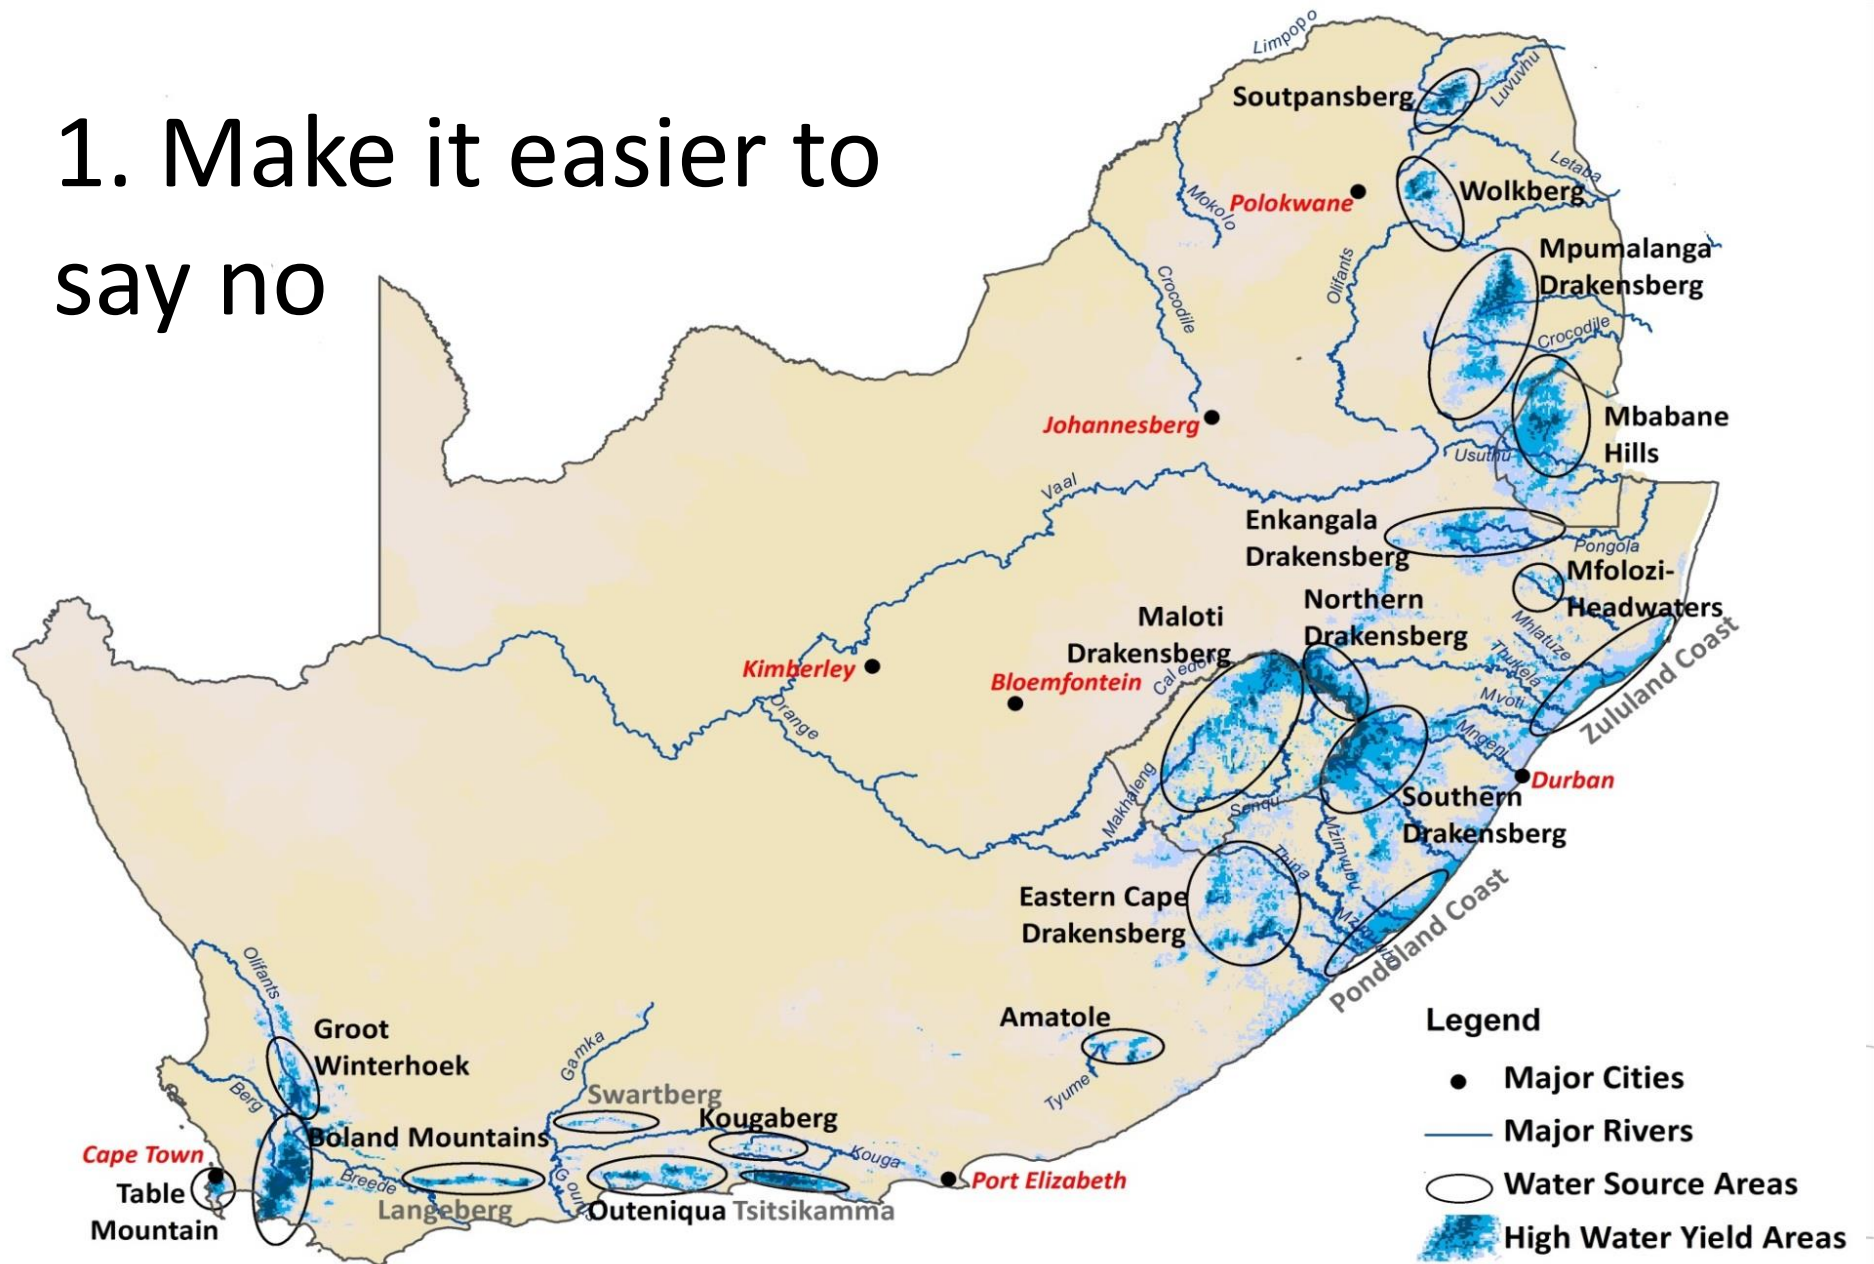 1. Make it easier to
say no
Limpopo
Soutpansberg
Luvuvhu
Letaba
Mokolo
Polokwane
Wolkberg
Mpumalanga
Drakensberg
Olifants
Crocodile
Crocodile
Johannesberg
Mbabane
Hills
Usuthu
Vaal
Enkangala
Drakensberg
Pongola
Mfolozi-
Headwaters
Northern
Drakensberg
Maloti
Drakensberg
Mhlatuze
Thukela
Zululand Coast
Caledon
Kimberley
Bloemfontein
Orange
Mvoti
Mngeni
Durban
Makhaleng
Senqu
Southern
Drakensberg
Mzimvubu
Thina
Eastern Cape
Drakensberg
Mzimvubu
Pondoland Coast
Olifants
Groot
Winterhoek
Amatole
Tyume
Gamka
Berg
Swartberg
Kougaberg
Boland Mountains
Kouga
Cape Town
Table
Mountain
Breede
Langeberg
Gourits
Outeniqua
Tsitsikamma
Port Elizabeth
Legend
Major Cities
Major Rivers
Water Source Areas
High Water Yield Areas